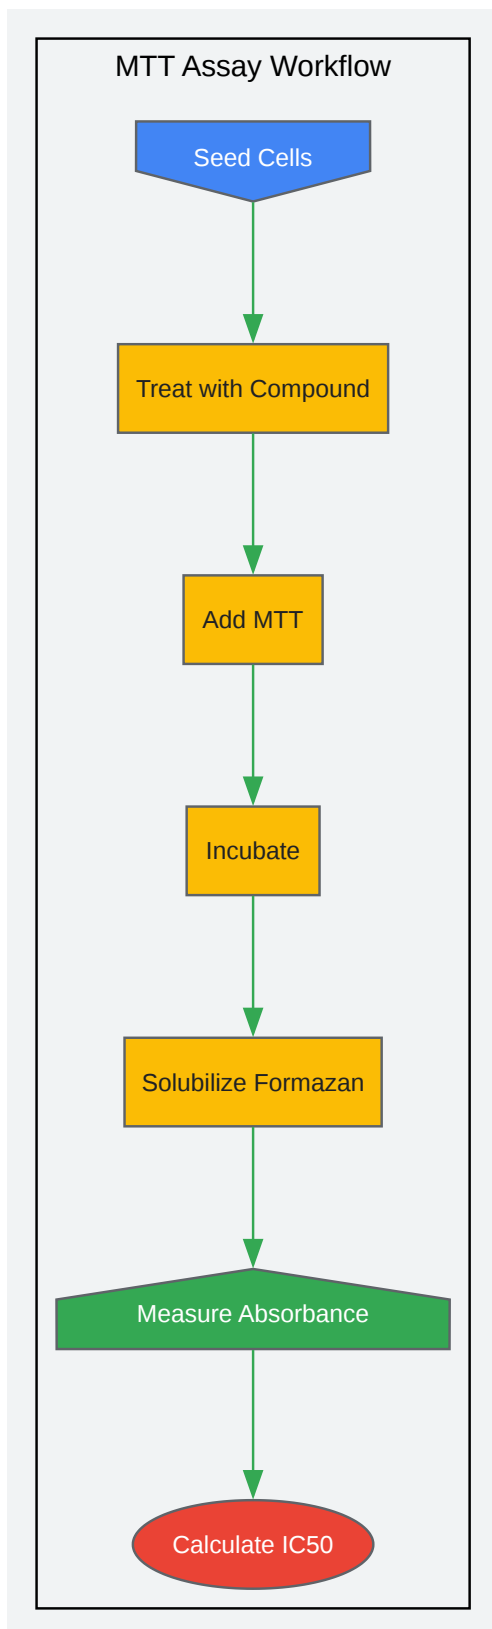 MTT Assay Workflow
Seed Cells
Treat with Compound
Add MTT
Incubate
Solubilize Formazan
Measure Absorbance
Calculate IC50